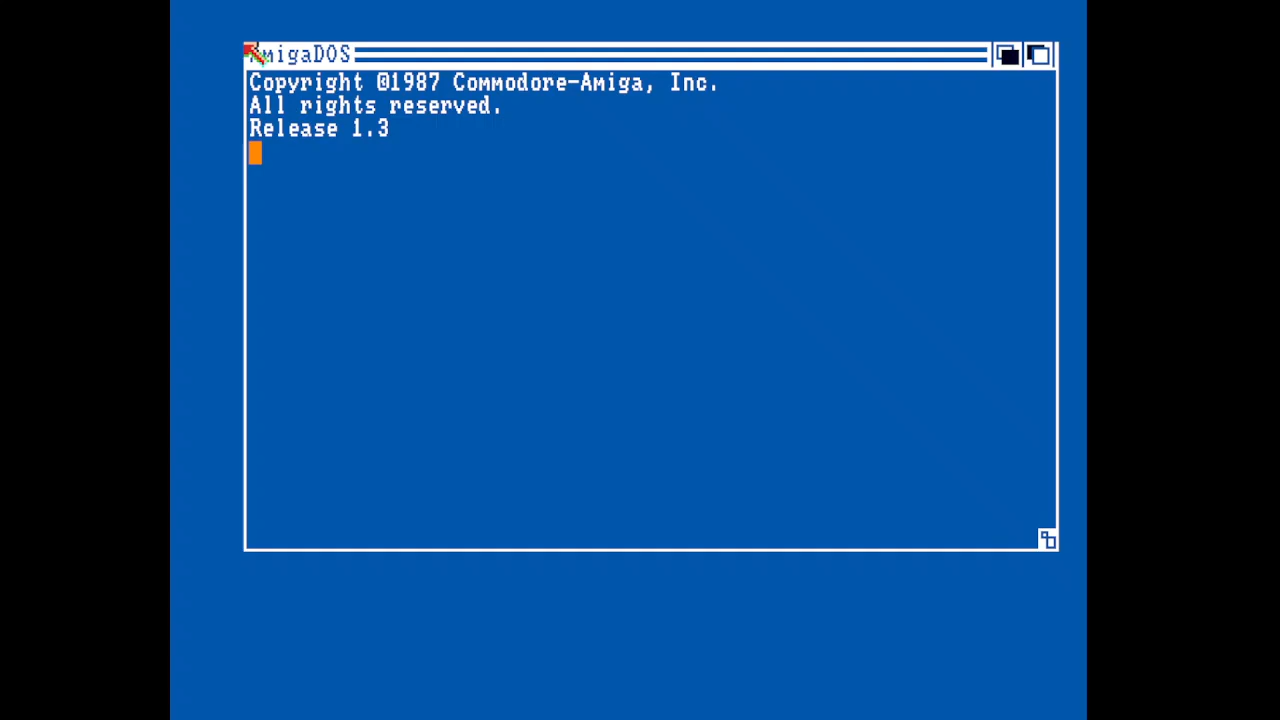 AmigaDOS
Copyright ©1987 Commodore-Amiga, Inc.
All rights reserved.
Release 1.3